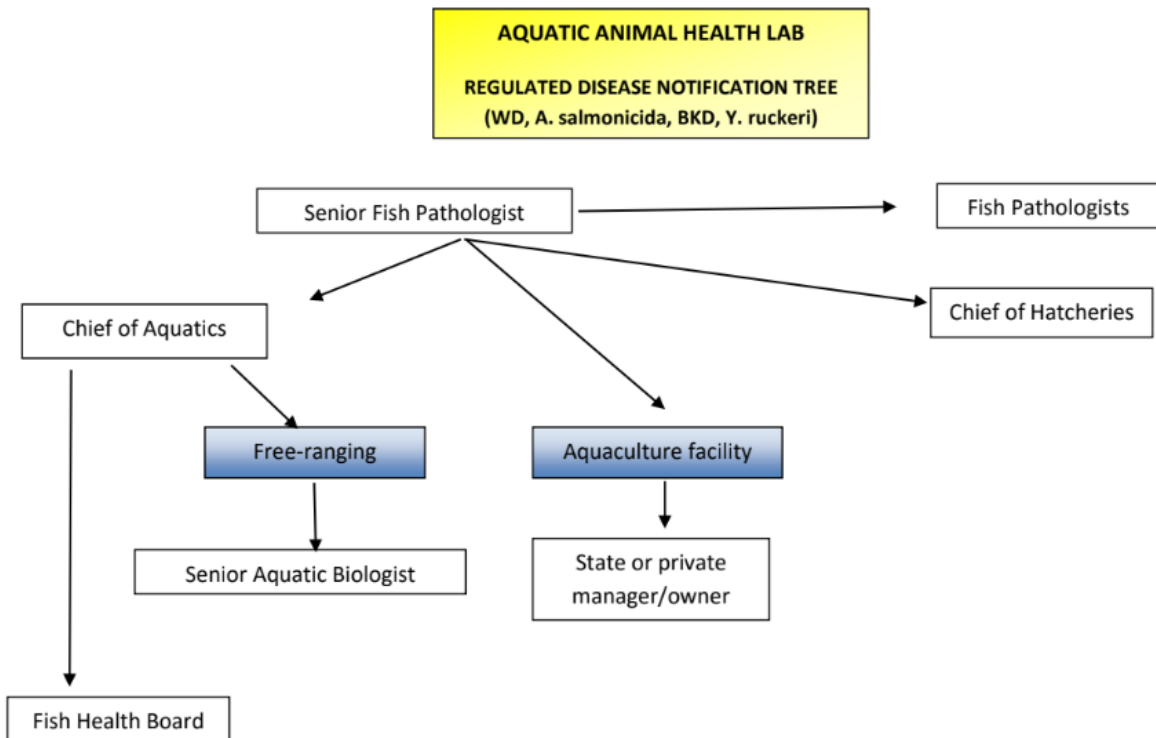 AQUATIC ANIMAL HEALTH LAB
REGULATED DISEASE NOTIFICATION TREE
(WD, A. salmonicida, BKD, Y. ruckeri)
Senior Fish Pathologist
Fish Pathologists
Chief of Aquatics
Chief of Hatcheries
Free-ranging
Aquaculture facility
Senior Aquatic Biologist
State or private
manager/owner
Fish Health Board